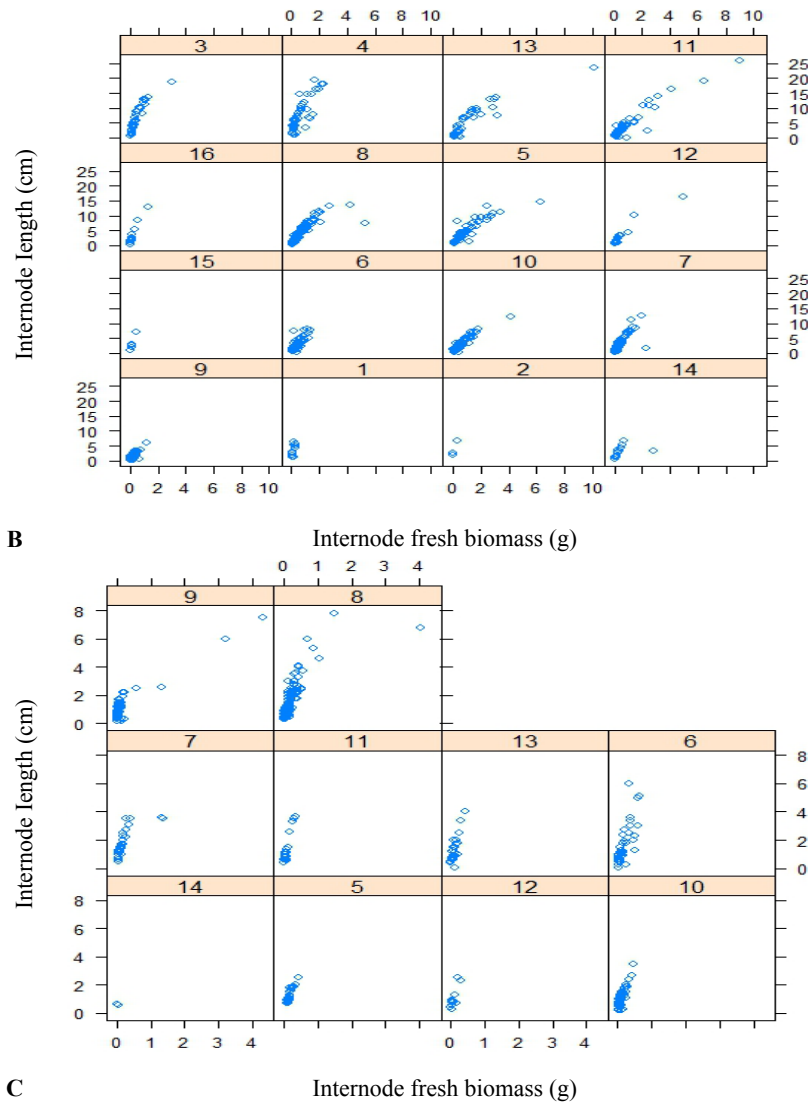 0 2 4 6 8 10 0 2 4 6 8 10
3 4 13 11
25
20
15
10
5
0
16 8 5 12
25
20
15
10
5
0
15 6 10 7
25
20
15
10
5
0
9 1 2 14
25
20
15
10
5
0
0 2 4 6 8 10 0 2 4 6 8 10
Internode length (cm)
B Internode fresh biomass (g)
0 1 2 3 4
9 8
8
6
4
2
0
7 11 13 6
8
6
4
2
0
14 5 12 10
8
6
4
2
0
0 1 2 3 4 0 1 2 3 4
Internode length (cm)
C Internode fresh biomass (g)